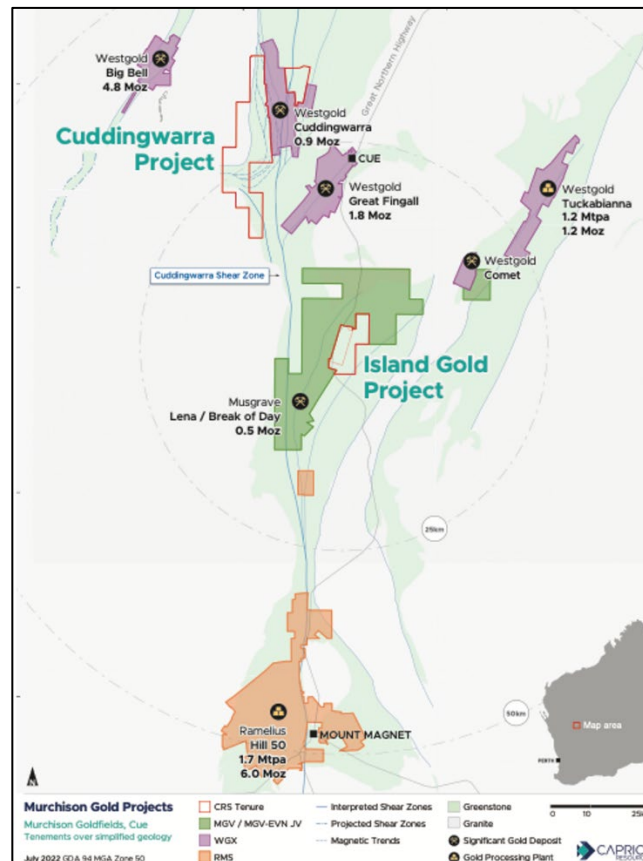 Westgold
Big Bell
4.8 Moz
Great Northern Highway
Westgold
Cuddingwarra
0.9 Moz
Cuddingwarra
Project
CUE
Westgold
Great Fingall
1.8 Moz
Westgold
Tuckabianna
1.2 Mtpa
1.2 Moz
Westgold
Comet
Cuddingwarra Shear Zone
Island Gold
Project
Musgrave
Lena / Break of Day
0.5 Moz
25km
50km
Ramelius
Hill 50
1.7 Mtpa
6.0 Moz
MOUNT MAGNET
Map area
PERTH
N
Murchison Gold Projects
Murchison Goldfields, Cue
Tenements over simplified geology
July 2022 GDA 94 MGA Zone 50
CRS Tenure
MGV / MGV-EVN JV
WGX
RMS
Interpreted Shear Zones
Projected Shear Zones
Magnetic Trends
Greenstone
Granite
Significant Gold Deposit
Gold Processing Plant
0 10
CAPRIC